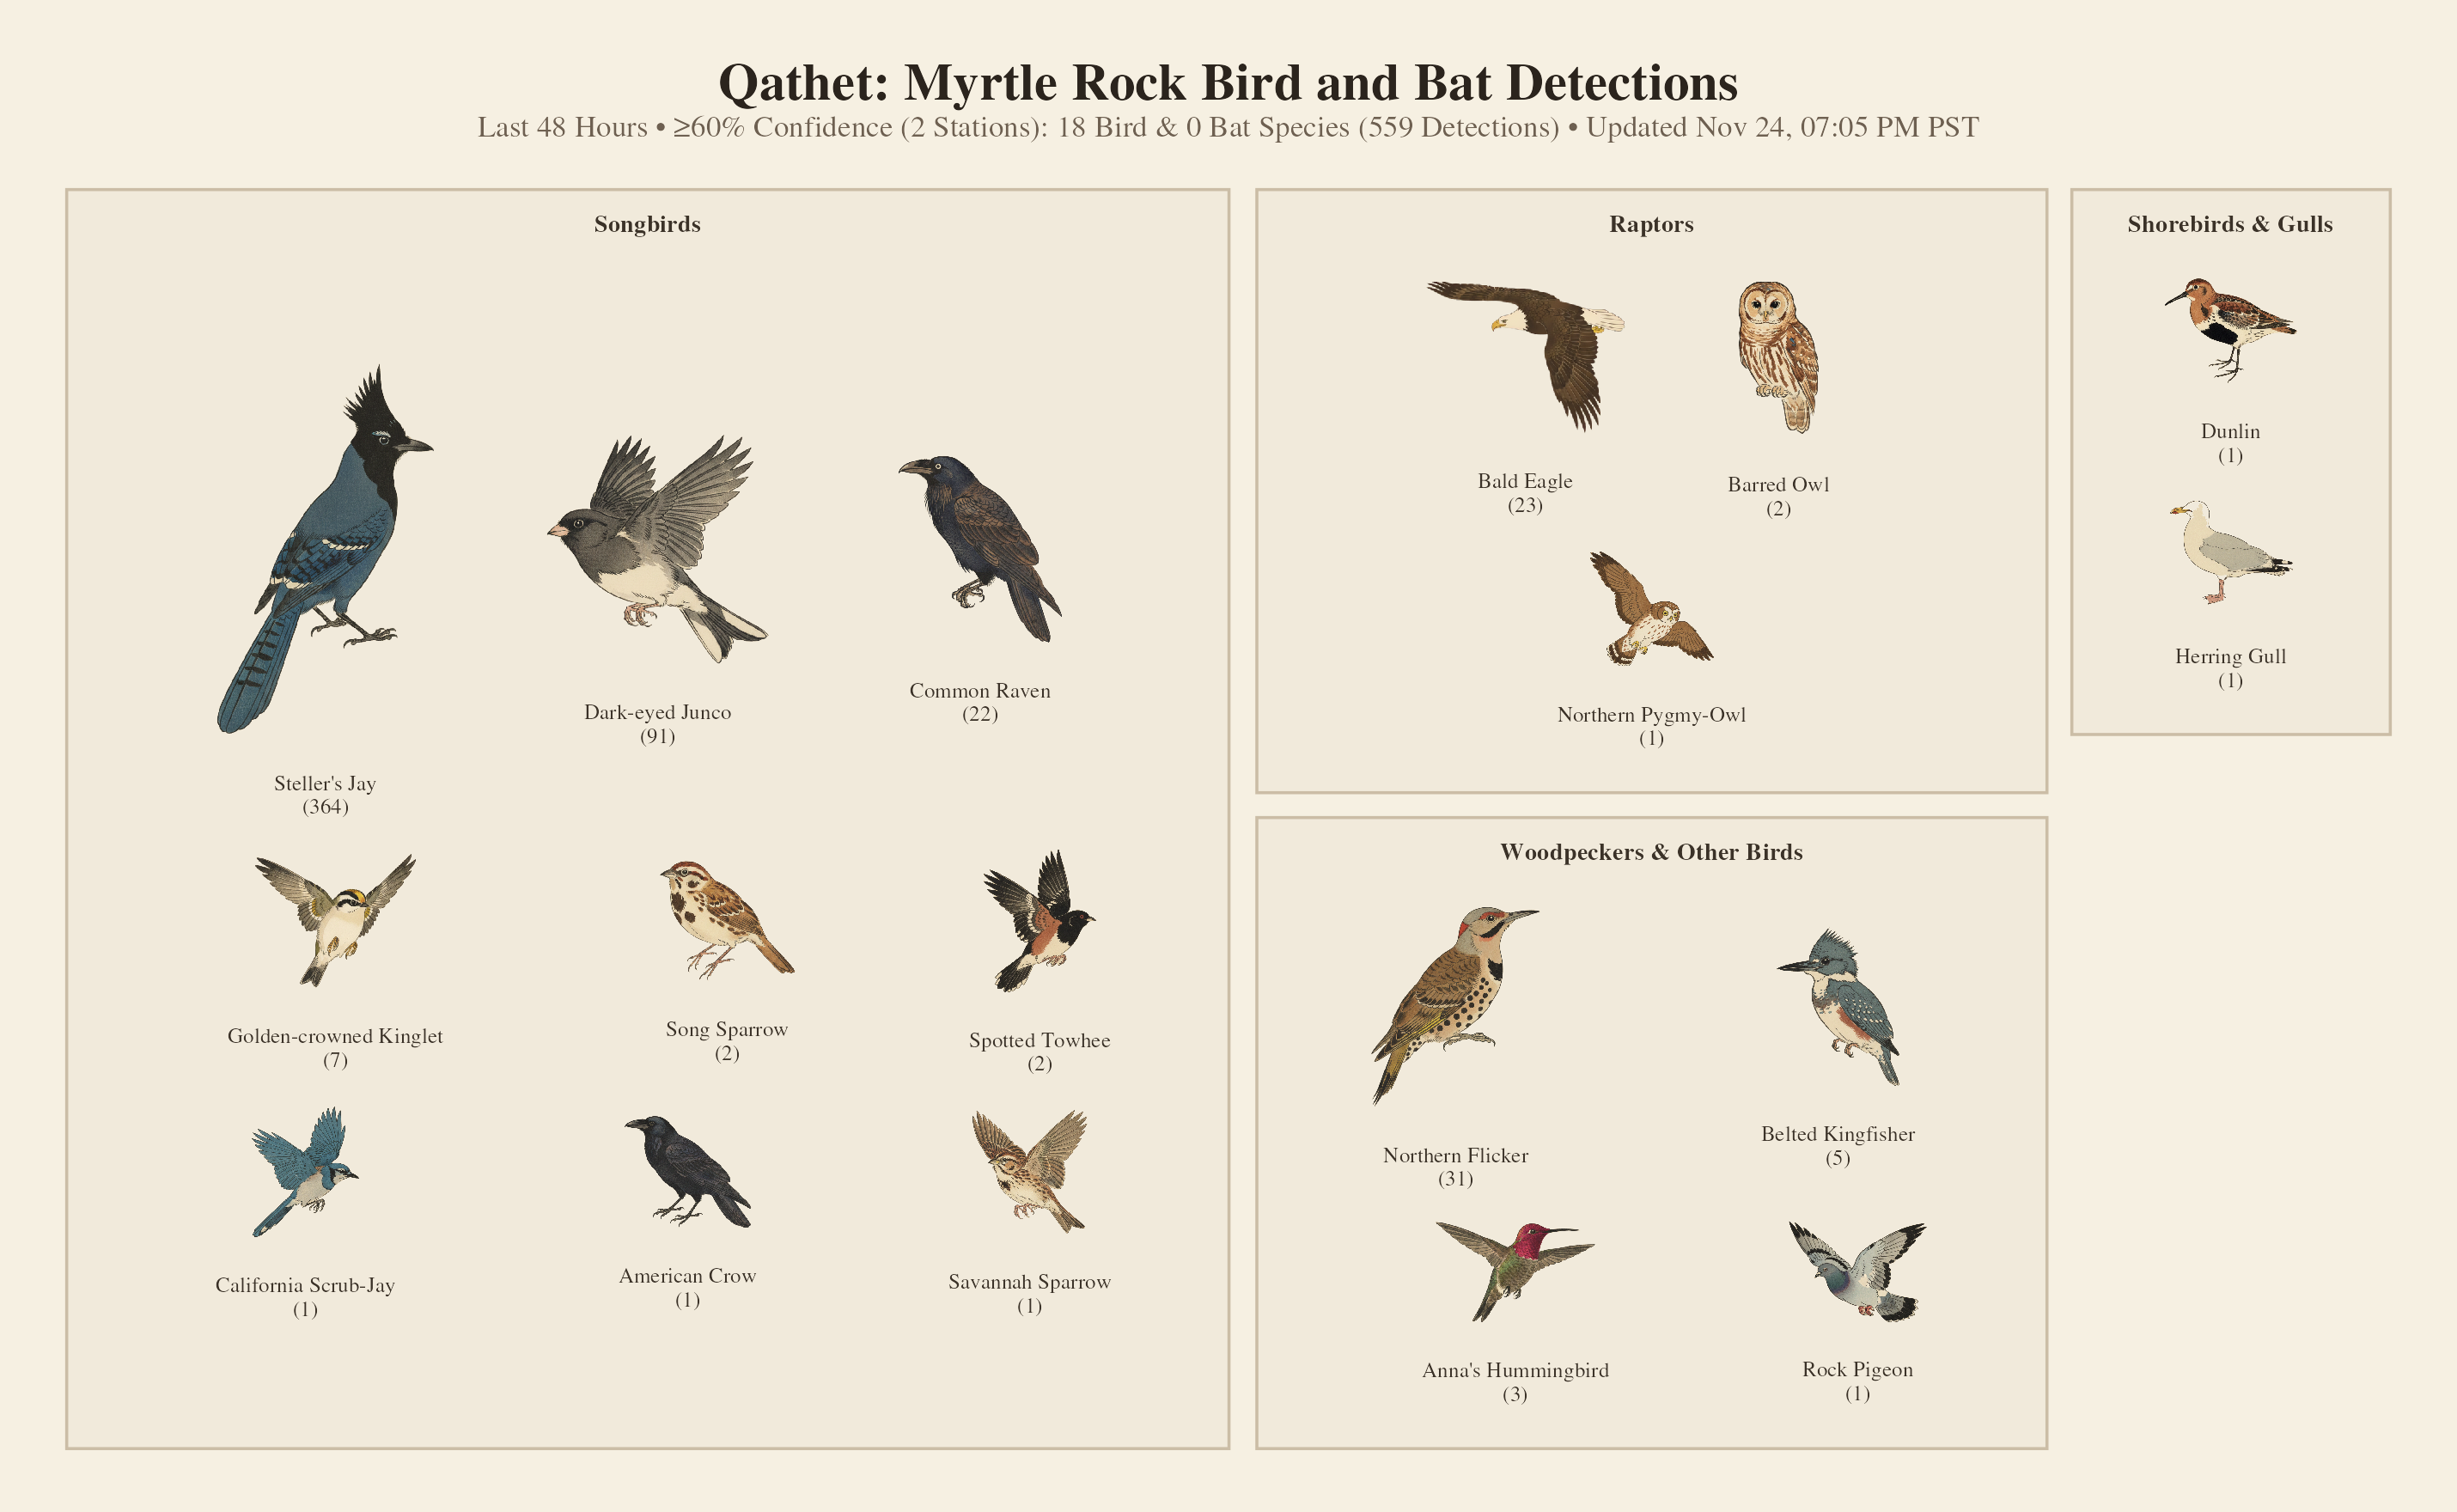 Qathet: Myrtle Rock Bird and Bat Detections
Last 48 Hours • ≥60% Confidence (2 Stations): 18 Bird & 0 Bat Species (559 Detections) • Updated Nov 24, 07:05 PM PST
Songbirds
Steller's Jay
(364)
Dark-eyed Junco
(91)
Common Raven
(22)
Golden-crowned Kinglet
(7)
Song Sparrow
(2)
Spotted Towhee
(2)
California Scrub-Jay
(1)
American Crow
(1)
Savannah Sparrow
(1)
Raptors
Bald Eagle
(23)
Barred Owl
(2)
Northern Pygmy-Owl
(1)
Woodpeckers & Other Birds
Northern Flicker
(31)
Belted Kingfisher
(5)
Anna's Hummingbird
(3)
Rock Pigeon
(1)
Shorebirds & Gulls
Dunlin
(1)
Herring Gull
(1)